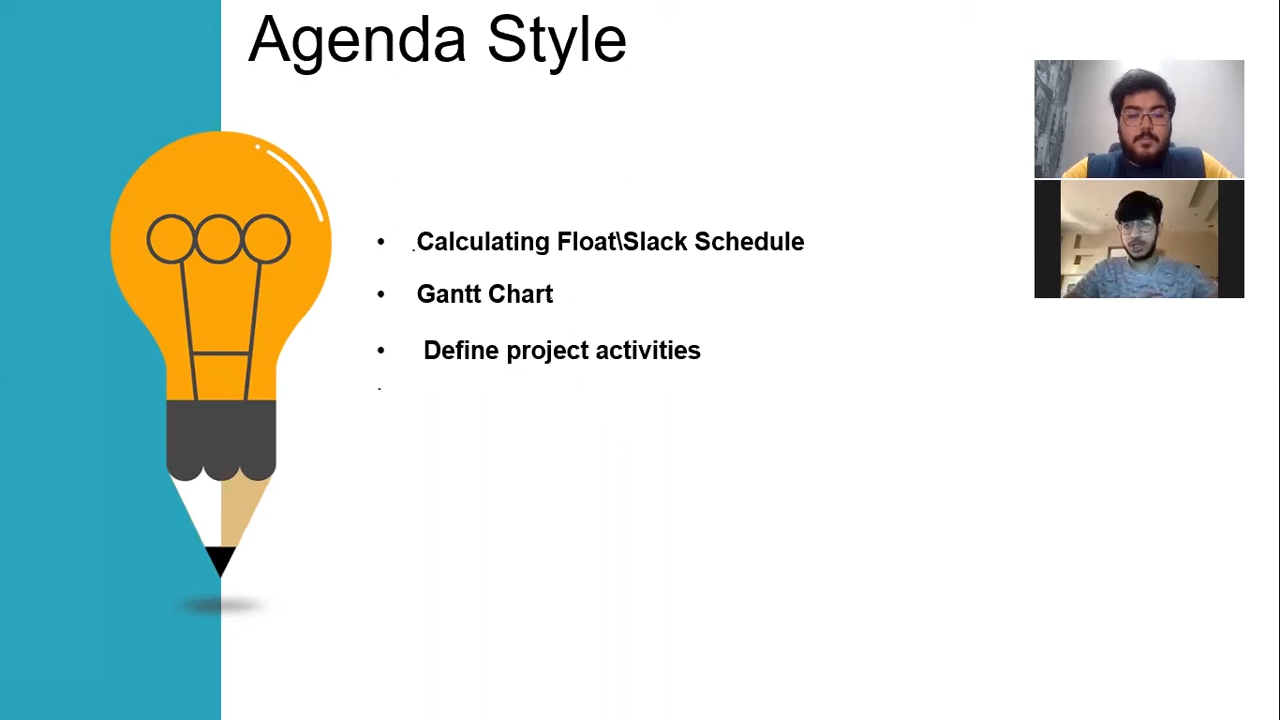 Agenda Style
• Calculating Float\Slack Schedule
• Gantt Chart
• Define project activities